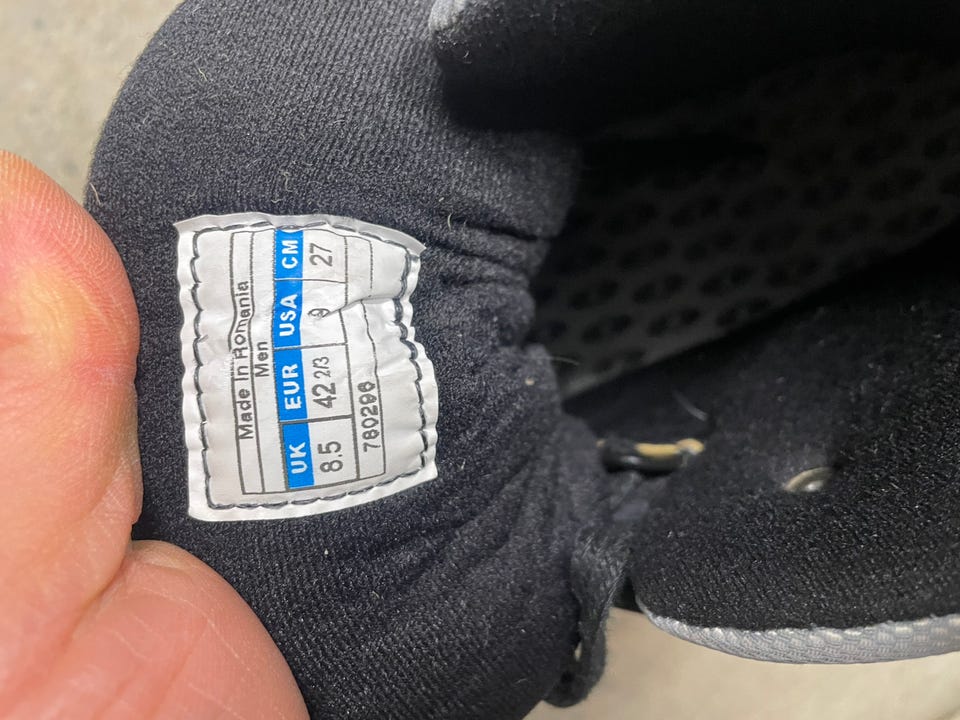 Made In Romania
Men
UK EUR USA CM
8.5 42 2/3 9 27
780296